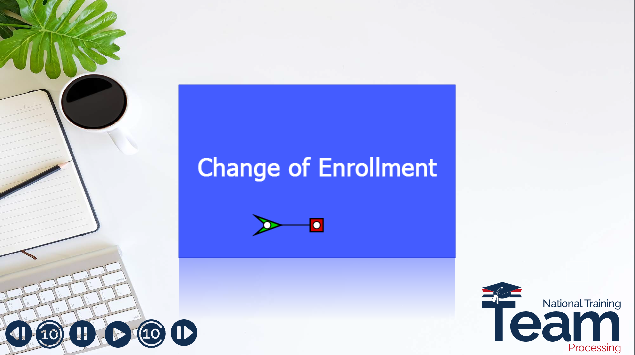 Change of Enrollment
National Training
Team
Processing
10
10